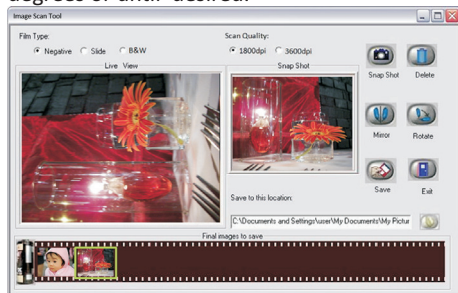 degrees or until desired.
Image Scan Tool
Film Type:
Negative Slide B&W
Scan Quality:
1800dpi 3600dpi
Live View
Snap Shot
Snap Shot Delete
Mirror Rotate
Save Exit
Save to this location:
C:\Documents and Settings\user\My Documents\My Pictur
Final images to save